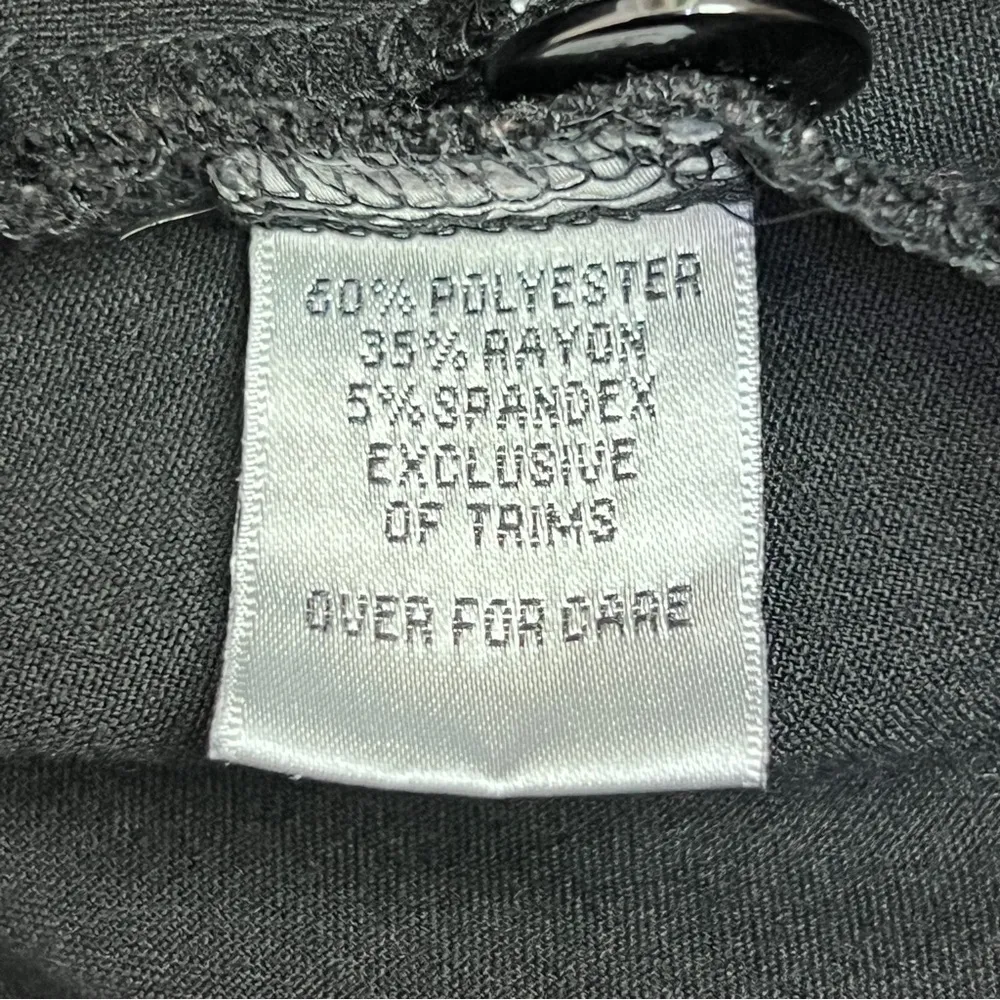 60% POLYESTER
35% RAYON
5% SPANDEX
EXCLUSIVE
OF TRIMS
OVER FOR CARE